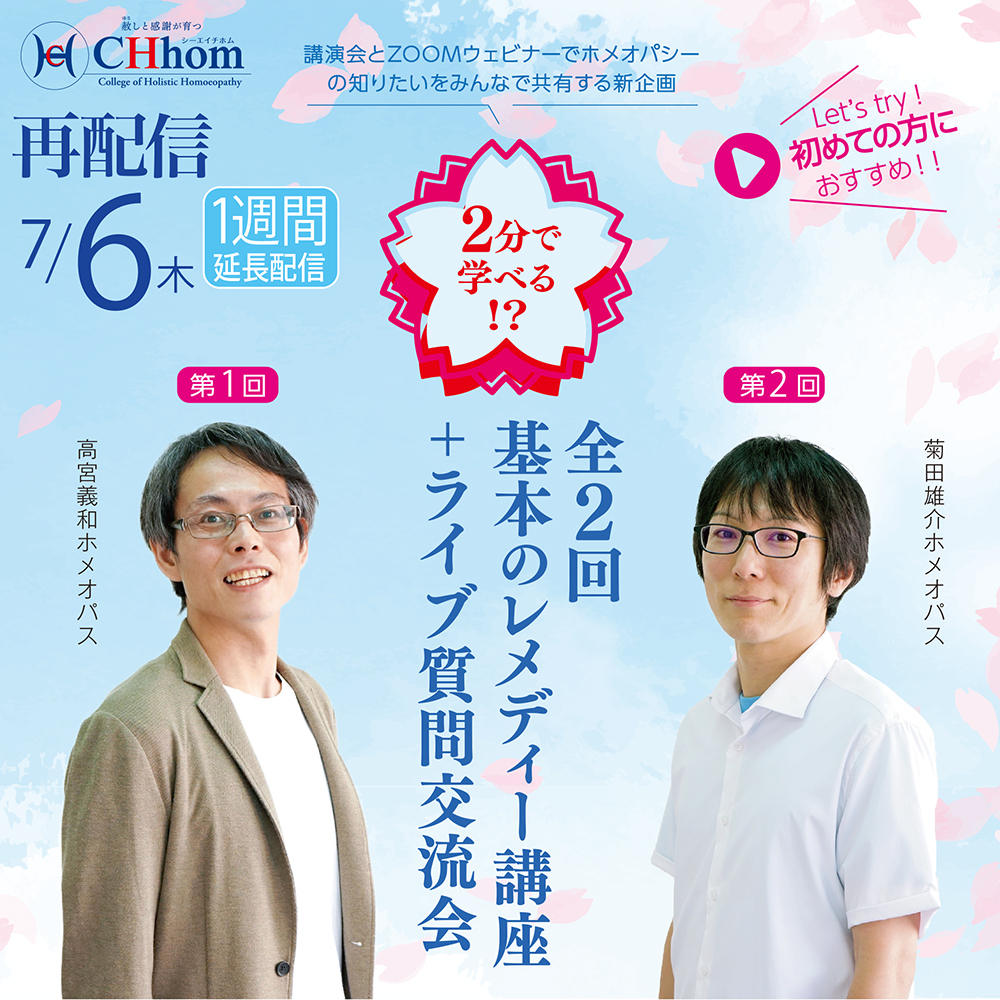 赦しと感謝が育つ
ゆる
シーエイチホム
CHhom
College of Holistic Homoeopathy
講演会とZOOMウェビナーでホメオパシー
の知りたいをみんなで共有する新企画
Let's try!
初めての方に
おすすめ!!
再配信
7/6木
1週間
延長配信
2分で
学べる
!?
第1回
高宮義和ホメオパス
全2回
基本のレメディー講座
+ライブ質問交流会
第2回
菊田雄介ホメオパス